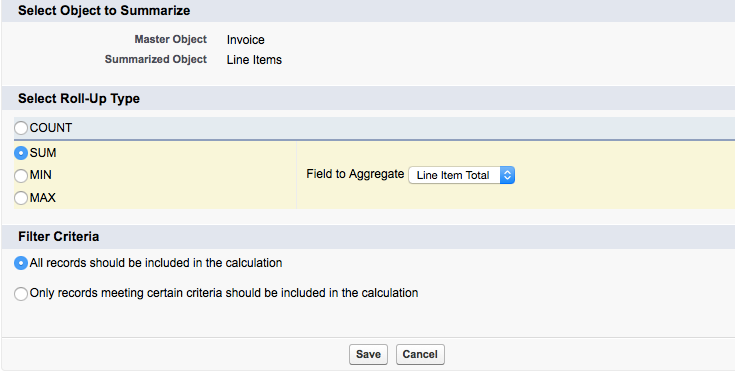 Select Object to Summarize
Master Object Invoice
Summarized Object Line Items
Select Roll-Up Type
COUNT
SUM
Field to Aggregate Line Item Total
MIN
MAX
Filter Criteria
All records should be included in the calculation
Only records meeting certain criteria should be included in the calculation
Save Cancel